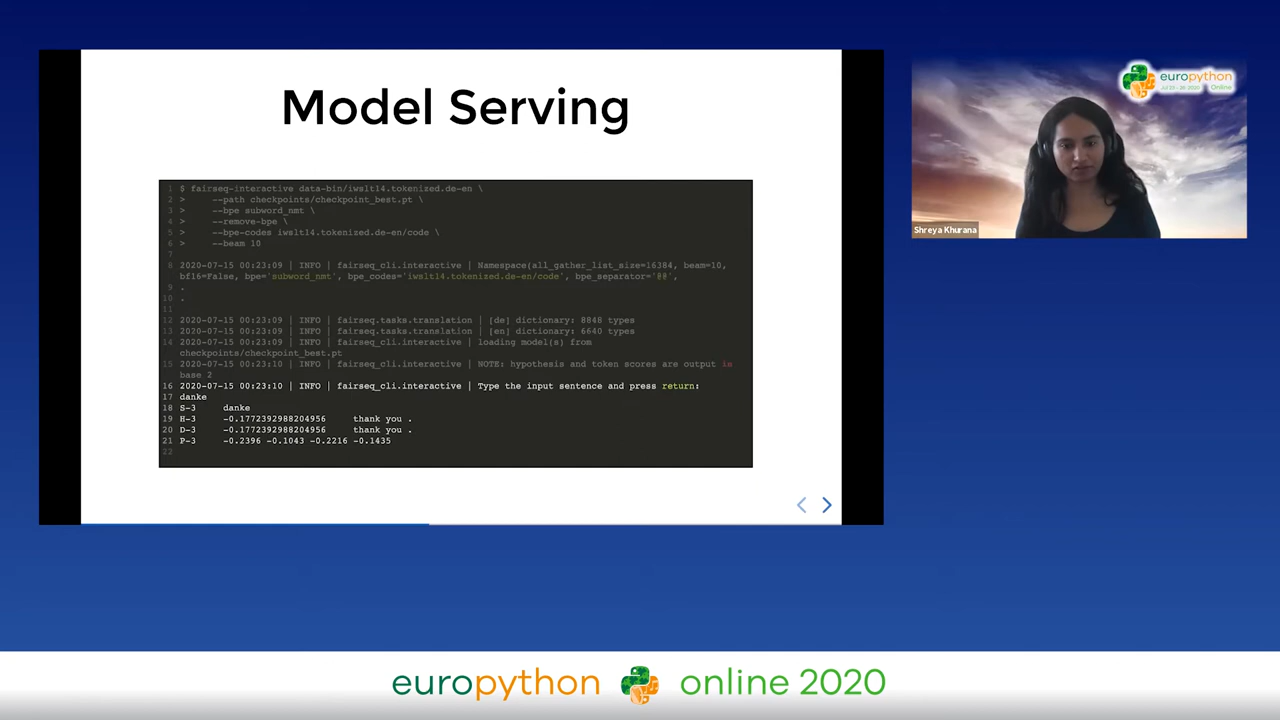 Model Serving
1 $ fairseq-interactive data-bin/iwslt14.tokenized.de-en \
2 > --path checkpoints/checkpoint_best.pt \
3 > --bpe subword_nmt \
4 > --remove-bpe \
5 > --bpe-codes iwslt14.tokenized.de-en/code \
6 > --beam 10
7
8 2020-07-15 00:23:09 | INFO | fairseq_cli.interactive | Namespace(all_gather_list_size=16384, beam=10,
bf16=False, bpe='subword_nmt', bpe_codes='iwslt14.tokenized.de-en/code', bpe_separator='@@',
9 .
10 .
11
12 2020-07-15 00:23:09 | INFO | fairseq.tasks.translation | [de] dictionary: 8848 types
13 2020-07-15 00:23:09 | INFO | fairseq.tasks.translation | [en] dictionary: 6640 types
14 2020-07-15 00:23:09 | INFO | fairseq_cli.interactive | loading model(s) from
checkpoints/checkpoint_best.pt
15 2020-07-15 00:23:10 | INFO | fairseq_cli.interactive | NOTE: hypothesis and token scores are output in
base 2
16 2020-07-15 00:23:10 | INFO | fairseq_cli.interactive | Type the input sentence and press return:
17 danke
18 S-3 danke
19 H-3 -0.1772392988204956 thank you .
20 D-3 -0.1772392988204956 thank you .
21 P-3 -0.2396 -0.1043 -0.2216 -0.1435
22
europython
Jul 23 - 26 2020 Online
Shreya Khurana
europython online 2020